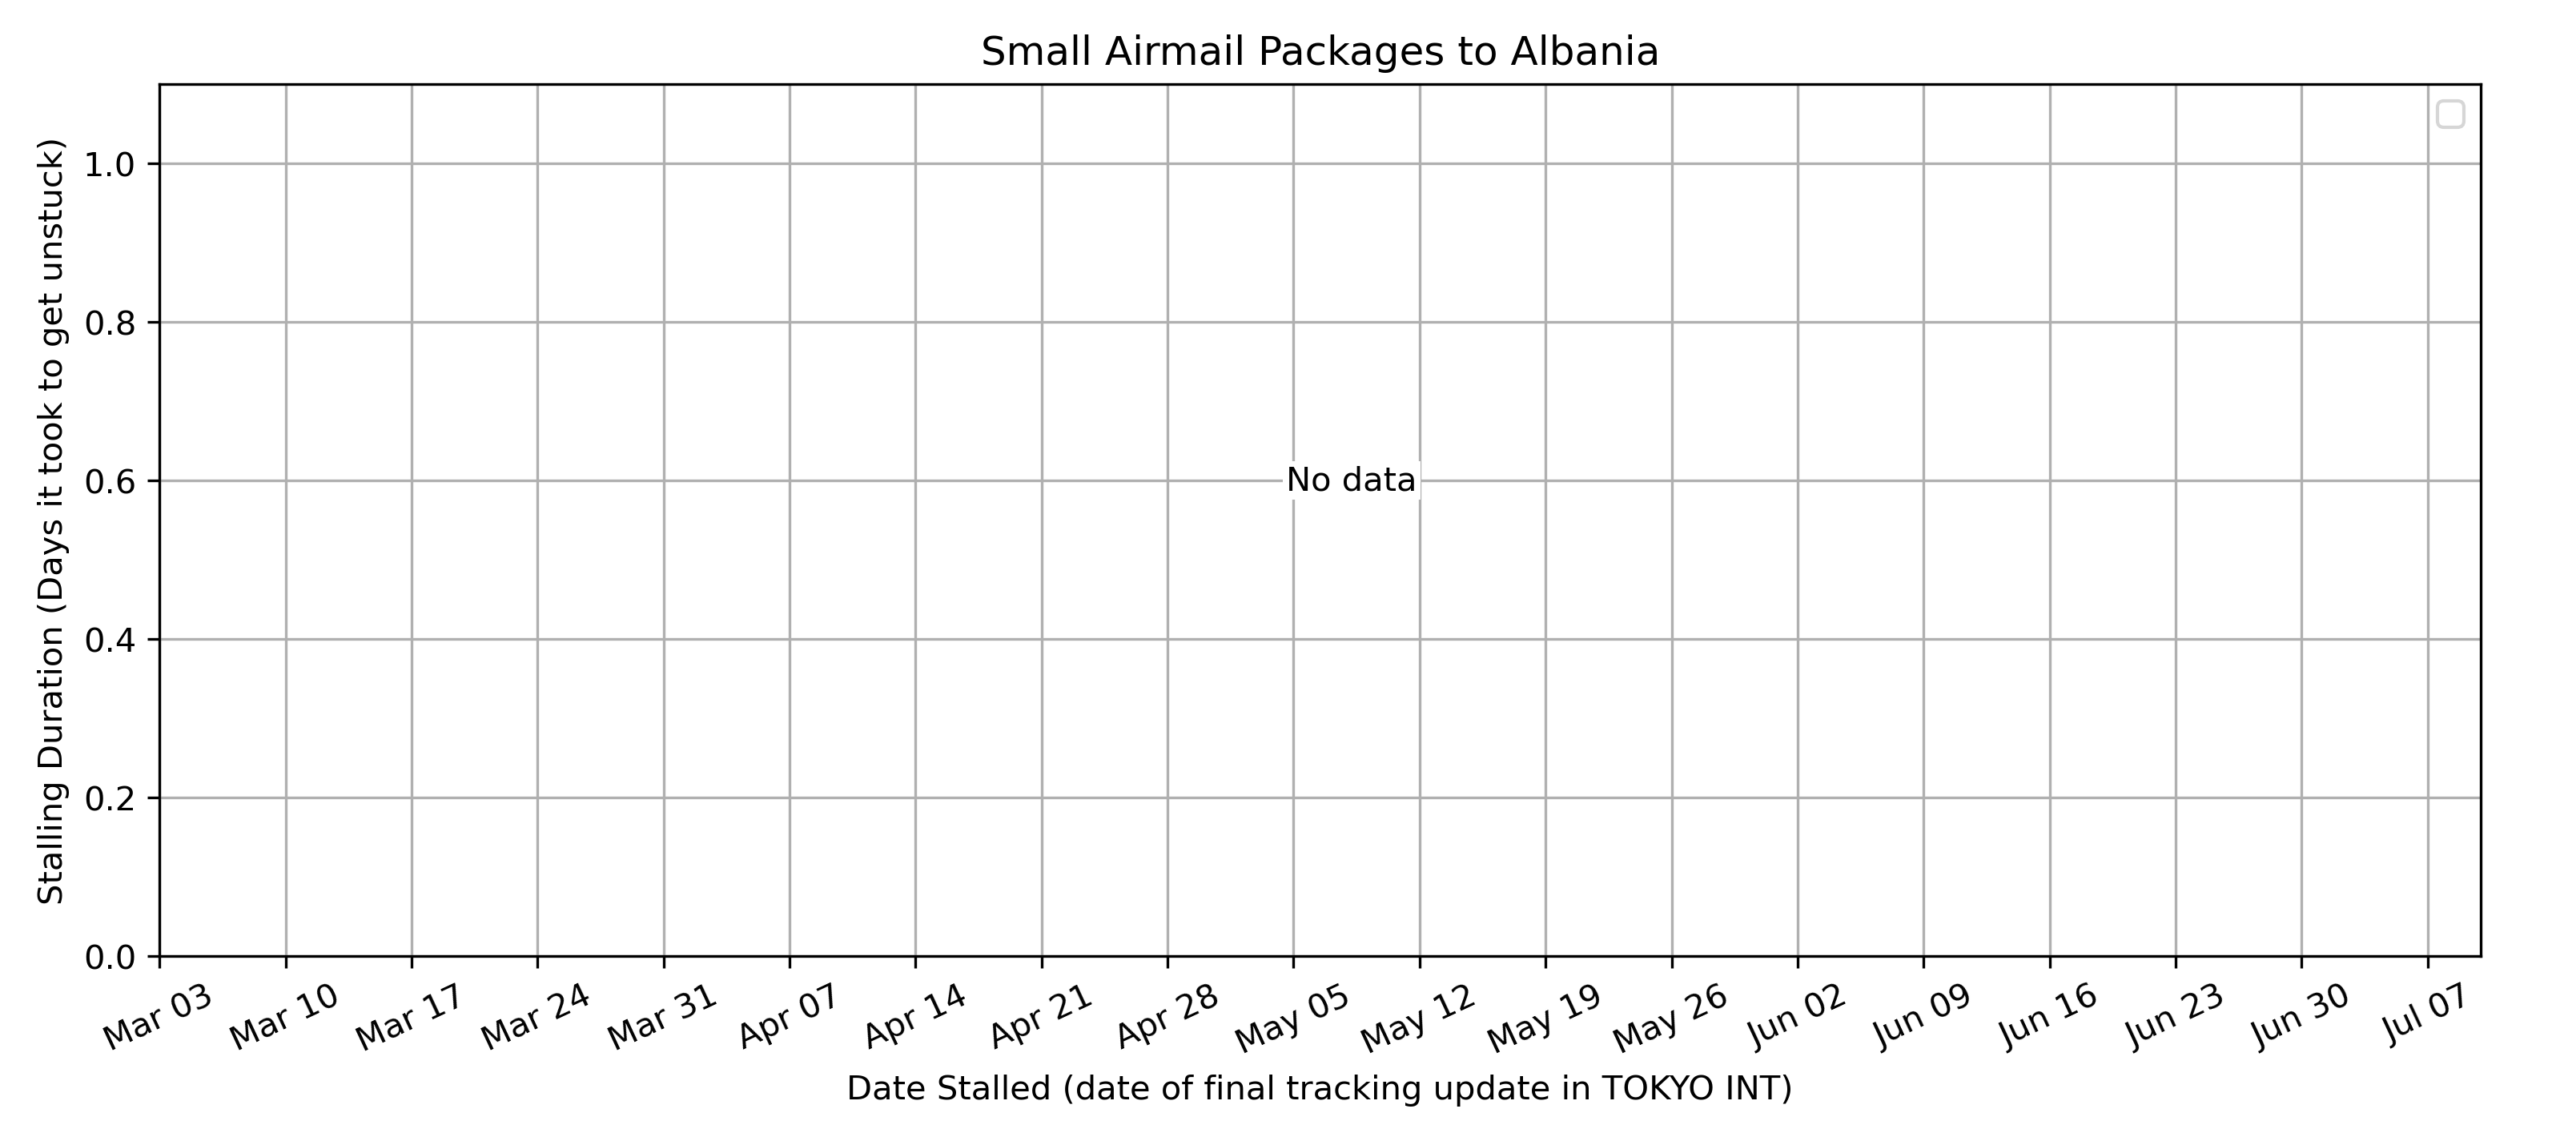 Small Airmail Packages to Albania
Stalling Duration (Days it took to get unstuck)
1.0
0.8
0.6
0.4
0.2
0.0
No data
Mar 03 Mar 10 Mar 17 Mar 24 Mar 31 Apr 07 Apr 14 Apr 21 Apr 28 May 05 May 12 May 19 May 26 Jun 02 Jun 09 Jun 16 Jun 23 Jun 30 Jul 07
Date Stalled (date of final tracking update in TOKYO INT)